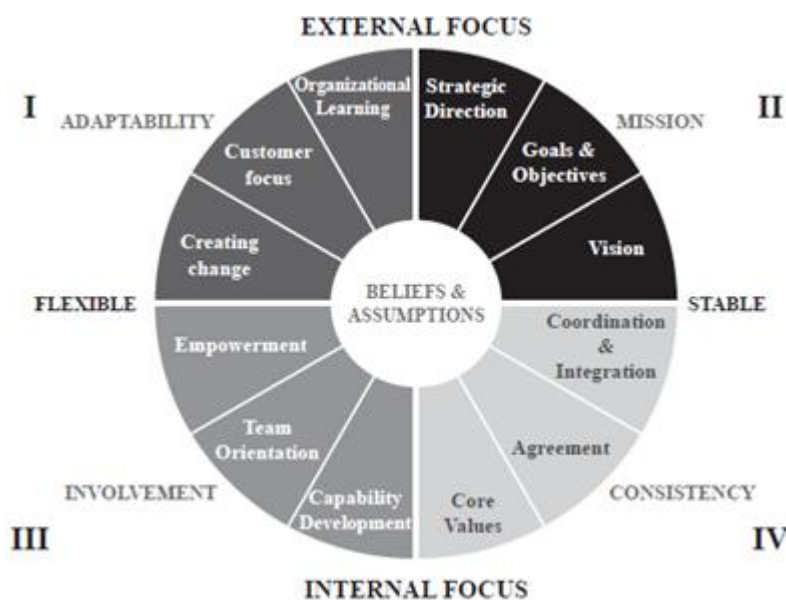 EXTERNAL FOCUS
I
ADAPTABILITY
II
MISSION
Organizational
Learning
Strategic
Direction
Customer
focus
Goals &
Objectives
Creating
change
Vision
FLEXIBLE
BELIEFS &
ASSUMPTIONS
STABLE
Empowerment
Coordination
&
Integration
Team
Orientation
Agreement
Capability
Development
Core
Values
INVOLVEMENT
III
CONSISTENCY
IV
INTERNAL FOCUS